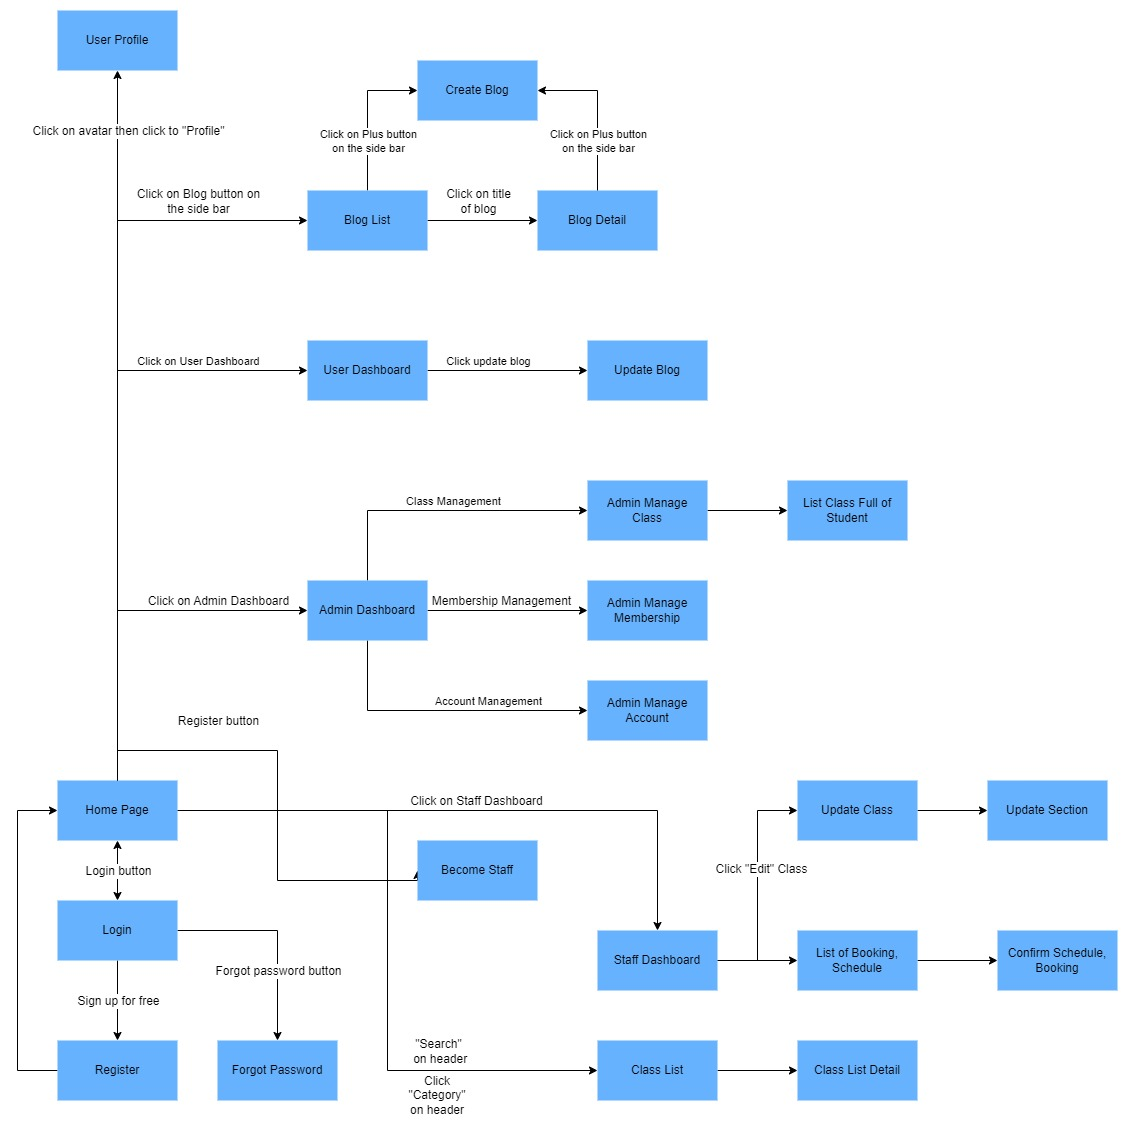 User Profile
Create Blog
Click on avatar then click to "Profile"
Click on Plus button
on the side bar
Click on Plus button
on the side bar
Click on Blog button on
the side bar
Click on title
of blog
Blog List
Blog Detail
Click on User Dashboard
User Dashboard
Click update blog
Update Blog
Class Management
Admin Manage
Class
List Class Full of
Student
Click on Admin Dashboard
Admin Dashboard
Membership Management
Admin Manage
Membership
Account Management
Admin Manage
Account
Register button
Home Page
Click on Staff Dashboard
Update Class
Update Section
Login button
Become Staff
Click "Edit" Class
Login
Staff Dashboard
List of Booking,
Schedule
Confirm Schedule,
Booking
Forgot password button
Sign up for free
"Search"
on header
Register
Forgot Password
Click
"Category"
on header
Class List
Class List Detail